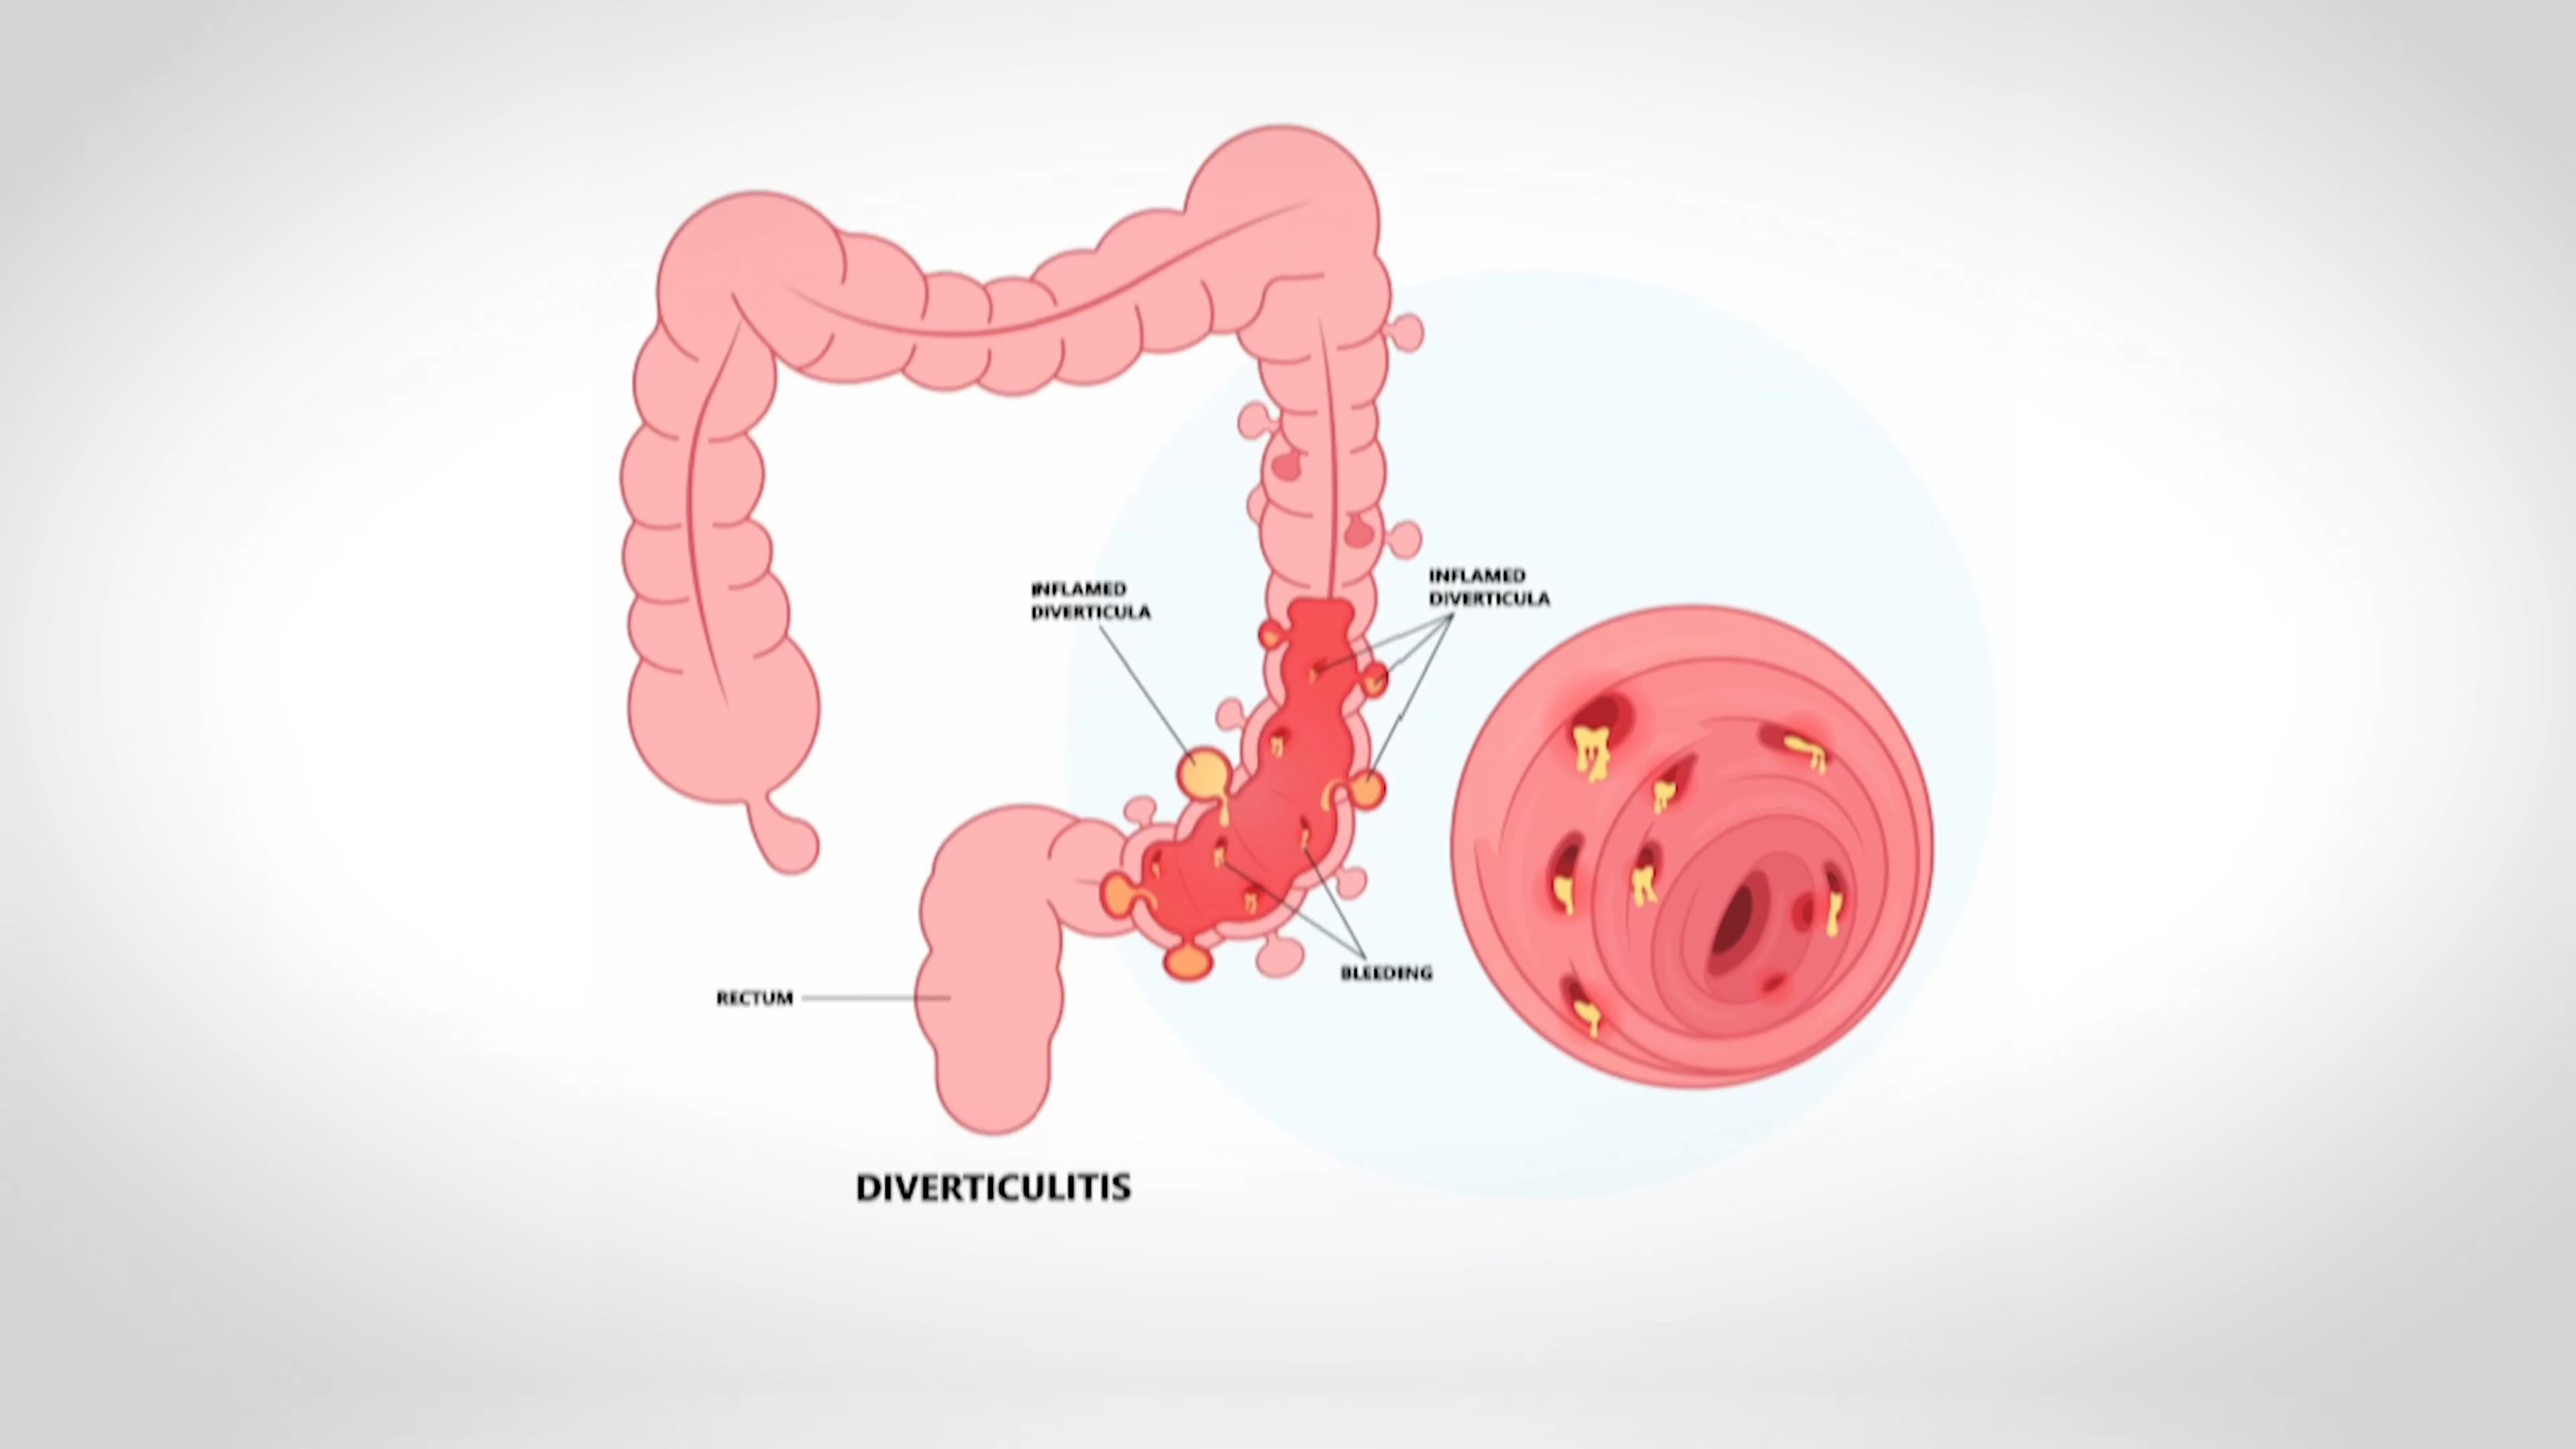 INFLAMED
DIVERTICULA
INFLAMED
DIVERTICULA
BLEEDING
RECTUM
DIVERTICULITIS